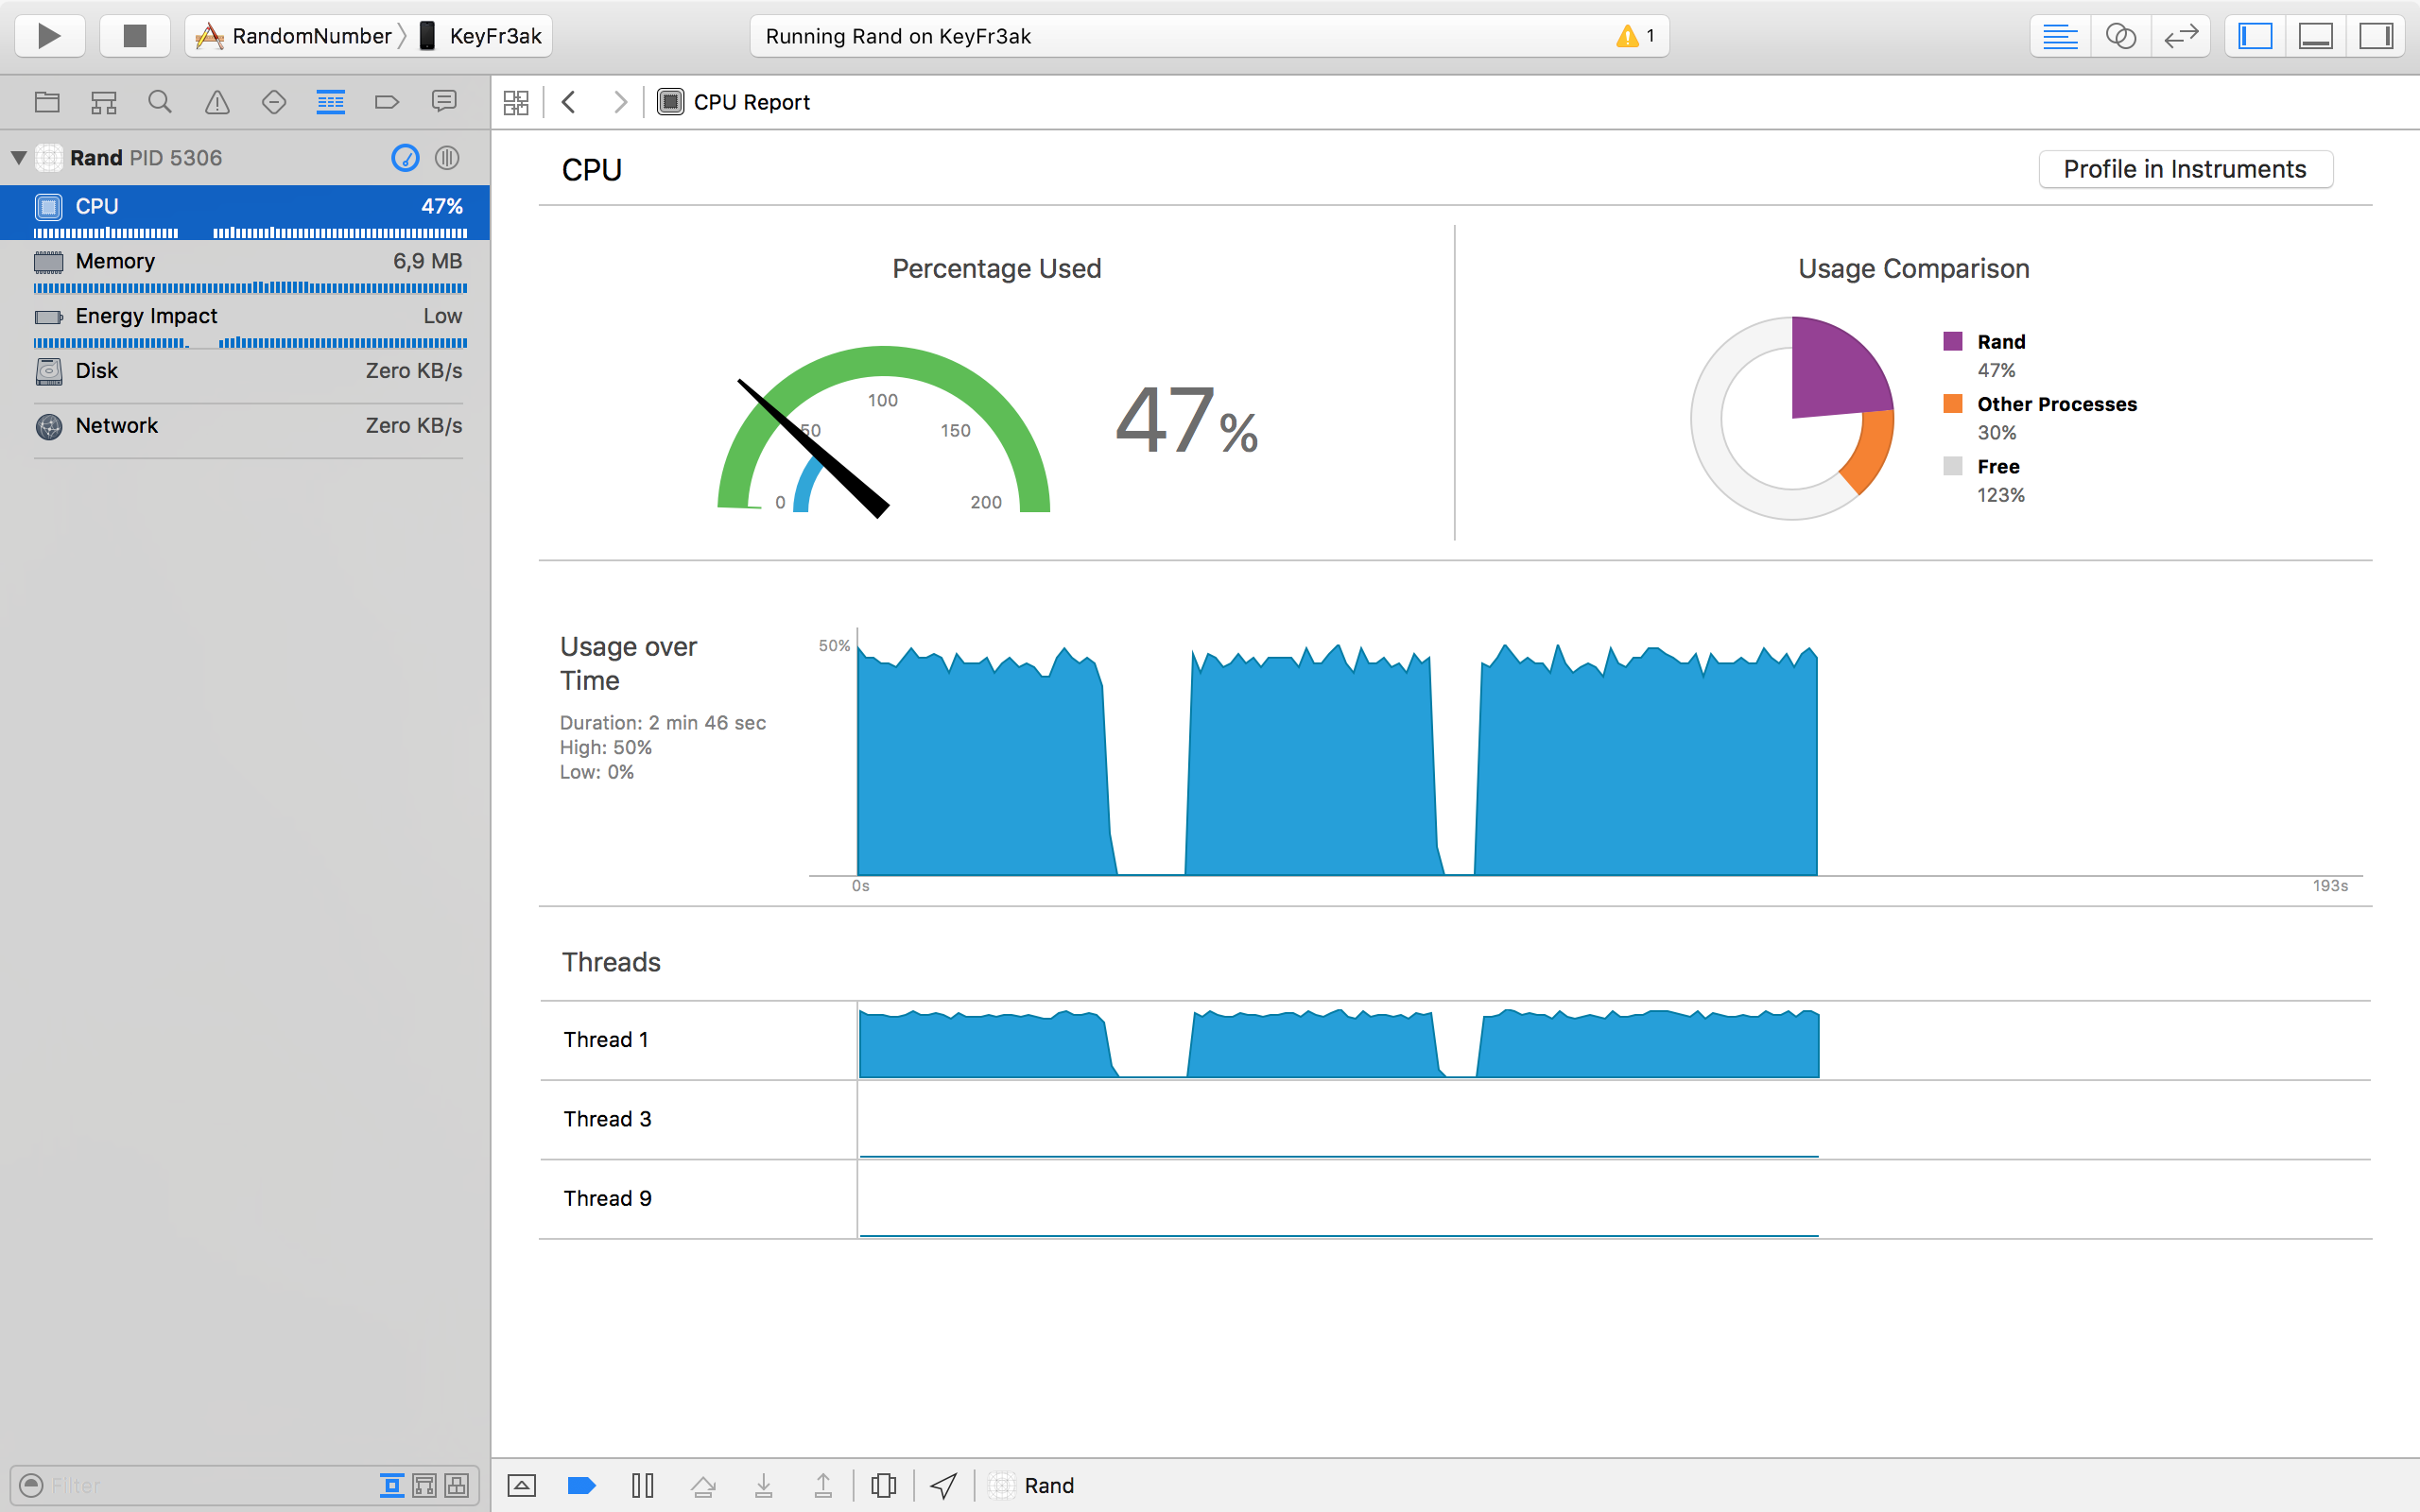 RandomNumber KeyFr3ak
Running Rand on KeyFr3ak 1
CPU Report
Rand PID 5306
CPU 47%
Memory 6,9 MB
Energy Impact Low
Disk Zero KB/s
Network Zero KB/s
CPU
Profile in Instruments
Percentage Used
0
50
100
150
200
47%
Usage Comparison
Rand
47%
Other Processes
30%
Free
123%
Usage over
Time
Duration: 2 min 46 sec
High: 50%
Low: 0%
50%
0s
193s
Threads
Thread 1
Thread 3
Thread 9
Filter
Rand